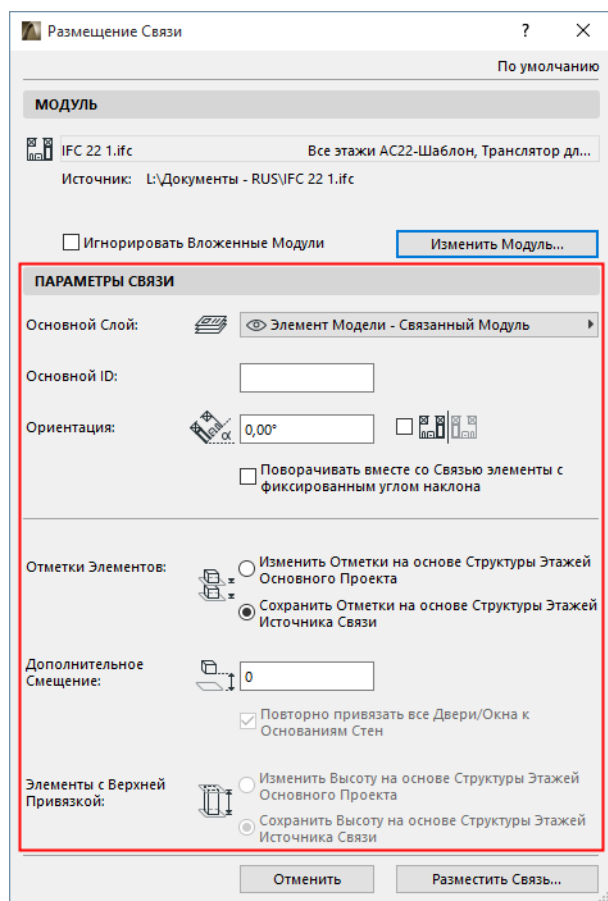 Размещение Связи
?
По умолчанию
МОДУЛЬ
IFC 22 1.ifc Все этажи АС22-Шаблон, Транслятор дл...
Источник: L:\Документы - RUS\IFC 22 1.ifc
Игнорировать Вложенные Модули
Изменить Модуль...
ПАРАМЕТРЫ СВЯЗИ
Основной Слой: Элемент Модели - Связанный Модуль
Основной ID:
Ориентация: α 0,00°
Поворачивать вместе со Связью элементы с
фиксированным углом наклона
Отметки Элементов:
Изменить Отметки на основе Структуры Этажей
Основного Проекта
Сохранить Отметки на основе Структуры Этажей
Источника Связи
Дополнительное
Смещение:
0
Повторно привязать все Двери/Окна к
Основаниям Стен
Элементы с Верхней
Привязкой:
Изменить Высоту на основе Структуры Этажей
Основного Проекта
Сохранить Высоту на основе Структуры Этажей
Источника Связи
Отменить
Разместить Связь...